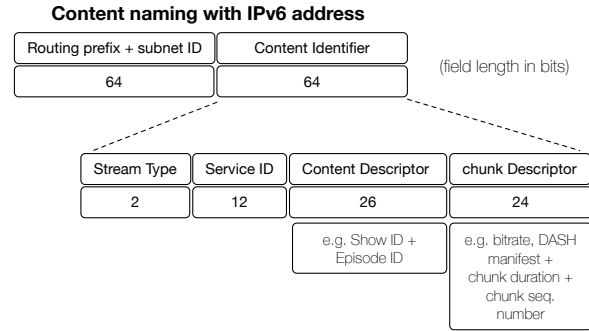 Content naming with IPv6 address
Routing prefix + subnet ID
Content Identifier
(field length in bits)
64
64
Stream Type
Service ID
Content Descriptor
chunk Descriptor
2
12
26
24
e.g. Show ID +
Episode ID
e.g. bitrate, DASH
manifest +
chunk duration +
chunk seq.
number